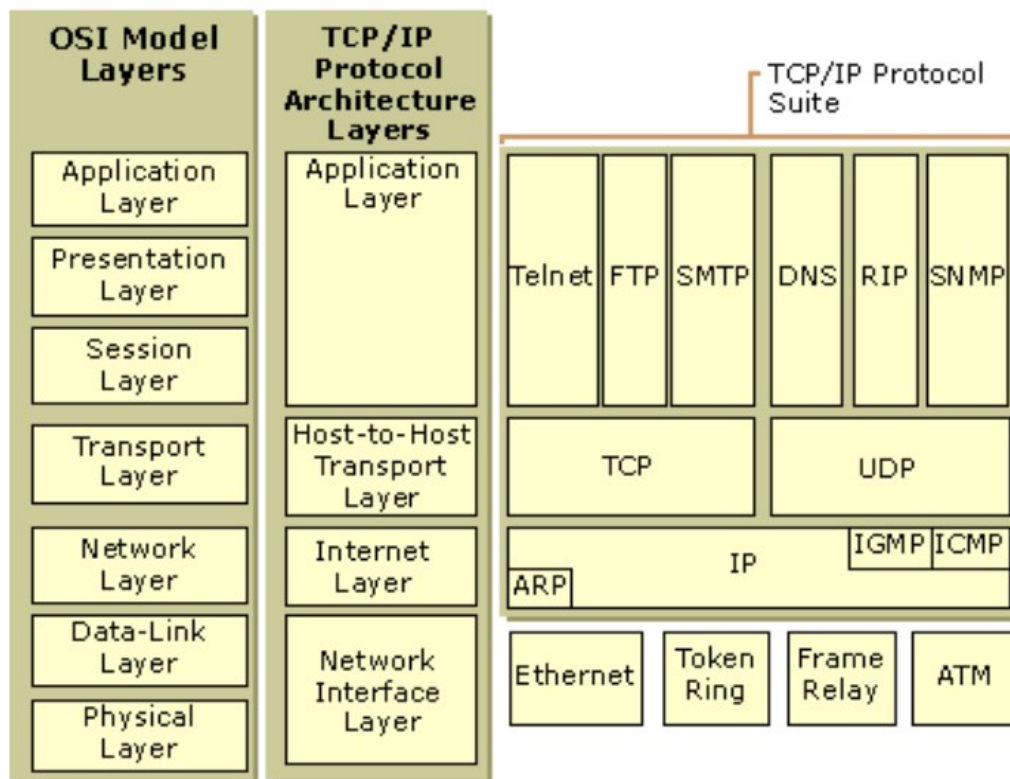 OSI Model
Layers
Application
Layer
Presentation
Layer
Session
Layer
Transport
Layer
Network
Layer
Data-Link
Layer
Physical
Layer
TCP/IP
Protocol
Architecture
Layers
Application
Layer
Host-to-Host
Transport
Layer
Internet
Layer
Network
Interface
Layer
TCP/IP Protocol
Suite
Telnet FTP SMTP DNS RIP SNMP
TCP UDP
IP IGMP ICMP
ARP
Ethernet
Token
Ring
Frame
Relay
ATM